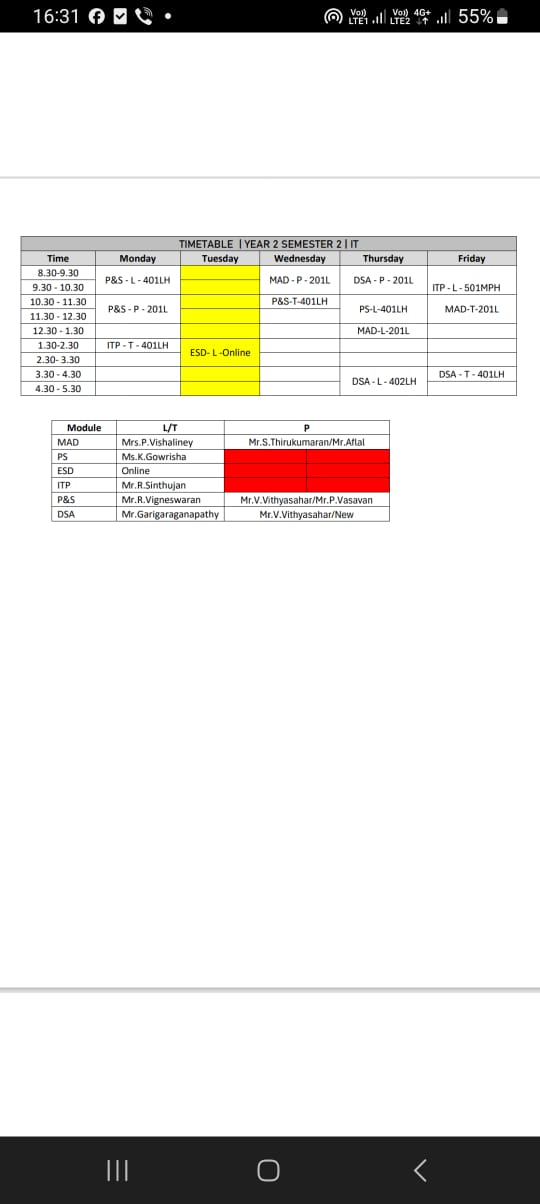 16:31
Vo)) LTE1 Vo)) LTE2 4G+ 55%
TIMETABLE | YEAR 2 SEMESTER 2 | IT
Time Monday Tuesday Wednesday Thursday Friday
8.30-9.30
P&S - L - 401LH MAD - P - 201L DSA - P - 201L
9.30 - 10.30 ITP - L - 501MPH
10.30 - 11.30 P&S-T-401LH
P&S - P - 201L PS-L-401LH MAD-T-201L
11.30 - 12.30
12.30 - 1.30 MAD-L-201L
1.30-2.30 ITP - T - 401LH
ESD- L -Online
2.30- 3.30
3.30 - 4.30 DSA - T - 401LH
DSA - L - 402LH
4.30 - 5.30
Module L/T P
MAD Mrs.P.Vishaliney Mr.S.Thirukumaran/Mr.Aflal
PS Ms.K.Gowrisha
ESD Online
ITP Mr.R.Sinthujan
P&S Mr.R.Vigneswaran Mr.V.Vithyasahar/Mr.P.Vasavan
DSA Mr.Garigaraganapathy Mr.V.Vithyasahar/New